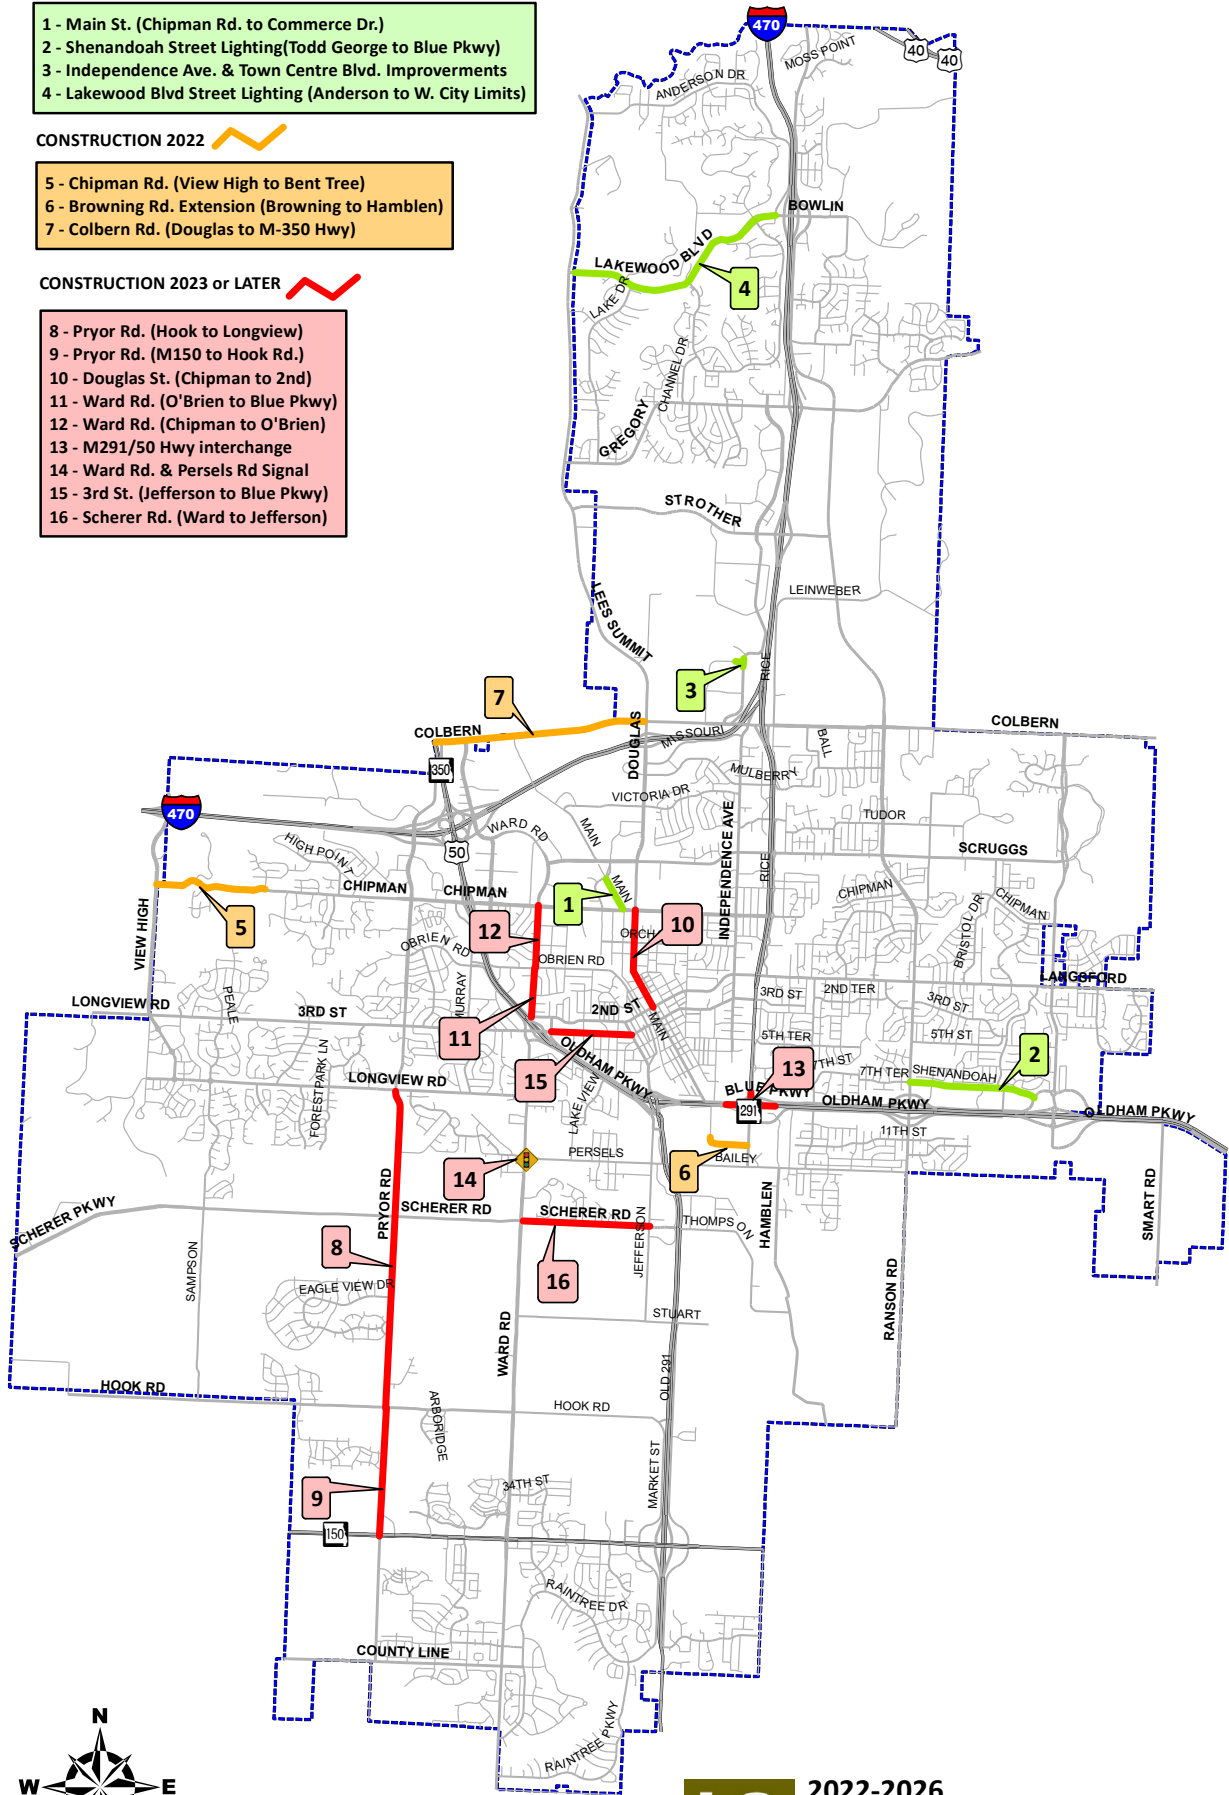 1 - Main St. (Chipman Rd. to Commerce Dr.)
2 - Shenandoah Street Lighting(Todd George to Blue Pkwy)
3 - Independence Ave. & Town Centre Blvd. Improverments
4 - Lakewood Blvd Street Lighting (Anderson to W. City Limits)
CONSTRUCTION 2022
5 - Chipman Rd. (View High to Bent Tree)
6 - Browning Rd. Extension (Browning to Hamblen)
7 - Colbern Rd. (Douglas to M-350 Hwy)
CONSTRUCTION 2023 or LATER
8 - Pryor Rd. (Hook to Longview)
9 - Pryor Rd. (M150 to Hook Rd.)
10 - Douglas St. (Chipman to 2nd)
11 - Ward Rd. (O'Brien to Blue Pkwy)
12 - Ward Rd. (Chipman to O'Brien)
13 - M291/50 Hwy interchange
14 - Ward Rd. & Persels Rd Signal
15 - 3rd St. (Jefferson to Blue Pkwy)
16 - Scherer Rd. (Ward to Jefferson)
470
40
40
MOSS POINT
ANDERSON DR
BOWLIN
LAKEWOOD BLVD
4
LAKE DR
CHANNEL DR
GREGORY
STROTHER
LEINWEBER
LEES SUMMIT
3
RICE
7
COLBERN
DOUGLAS
MISSOURI
COLBERN
BALL
350
MULBERRY
VICTORIA DR
470
TUDOR
WARD RD
MAIN
HIGH POINT
50
INDEPENDENCE AVE
RICE
SCRUGGS
CHIPMAN
CHIPMAN
MAIN
CHIPMAN
CHIPMAN
BRISTOL DR
1
5
12
10
ORCH
VIEW HIGH
OBRIEN RD
OBRIEN RD
LANGSFORD
MURRAY
PEALE
LONGVIEW RD
3RD ST
2ND ST
MAIN
3RD ST
2ND TER
3RD ST
5TH TER
5TH ST
11
OLDHAM PKWY
7TH ST
13
2
7TH TER
SHENANDOAH
15
LONGVIEW RD
FORESTPARK LN
LAKEVIEW
BLUE PKWY
291
OLDHAM PKWY
OLDHAM PKWY
11TH ST
PERSELS
BAILEY
6
14
PRYOR RD
SCHERER PKWY
SCHERER RD
SCHERER RD
THOMPSON
HAMBLEN
SMART RD
JEFFERSON
8
16
SAMPSON
EAGLE VIEW DR
STUART
RANSON RD
WARD RD
OLD 291
HOOK RD
HOOK RD
ARBORIDGE
MARKET ST
34TH ST
9
150
RAINTREE DR
COUNTY LINE
RAINTREE PKWY
N
W
E
2022-2026